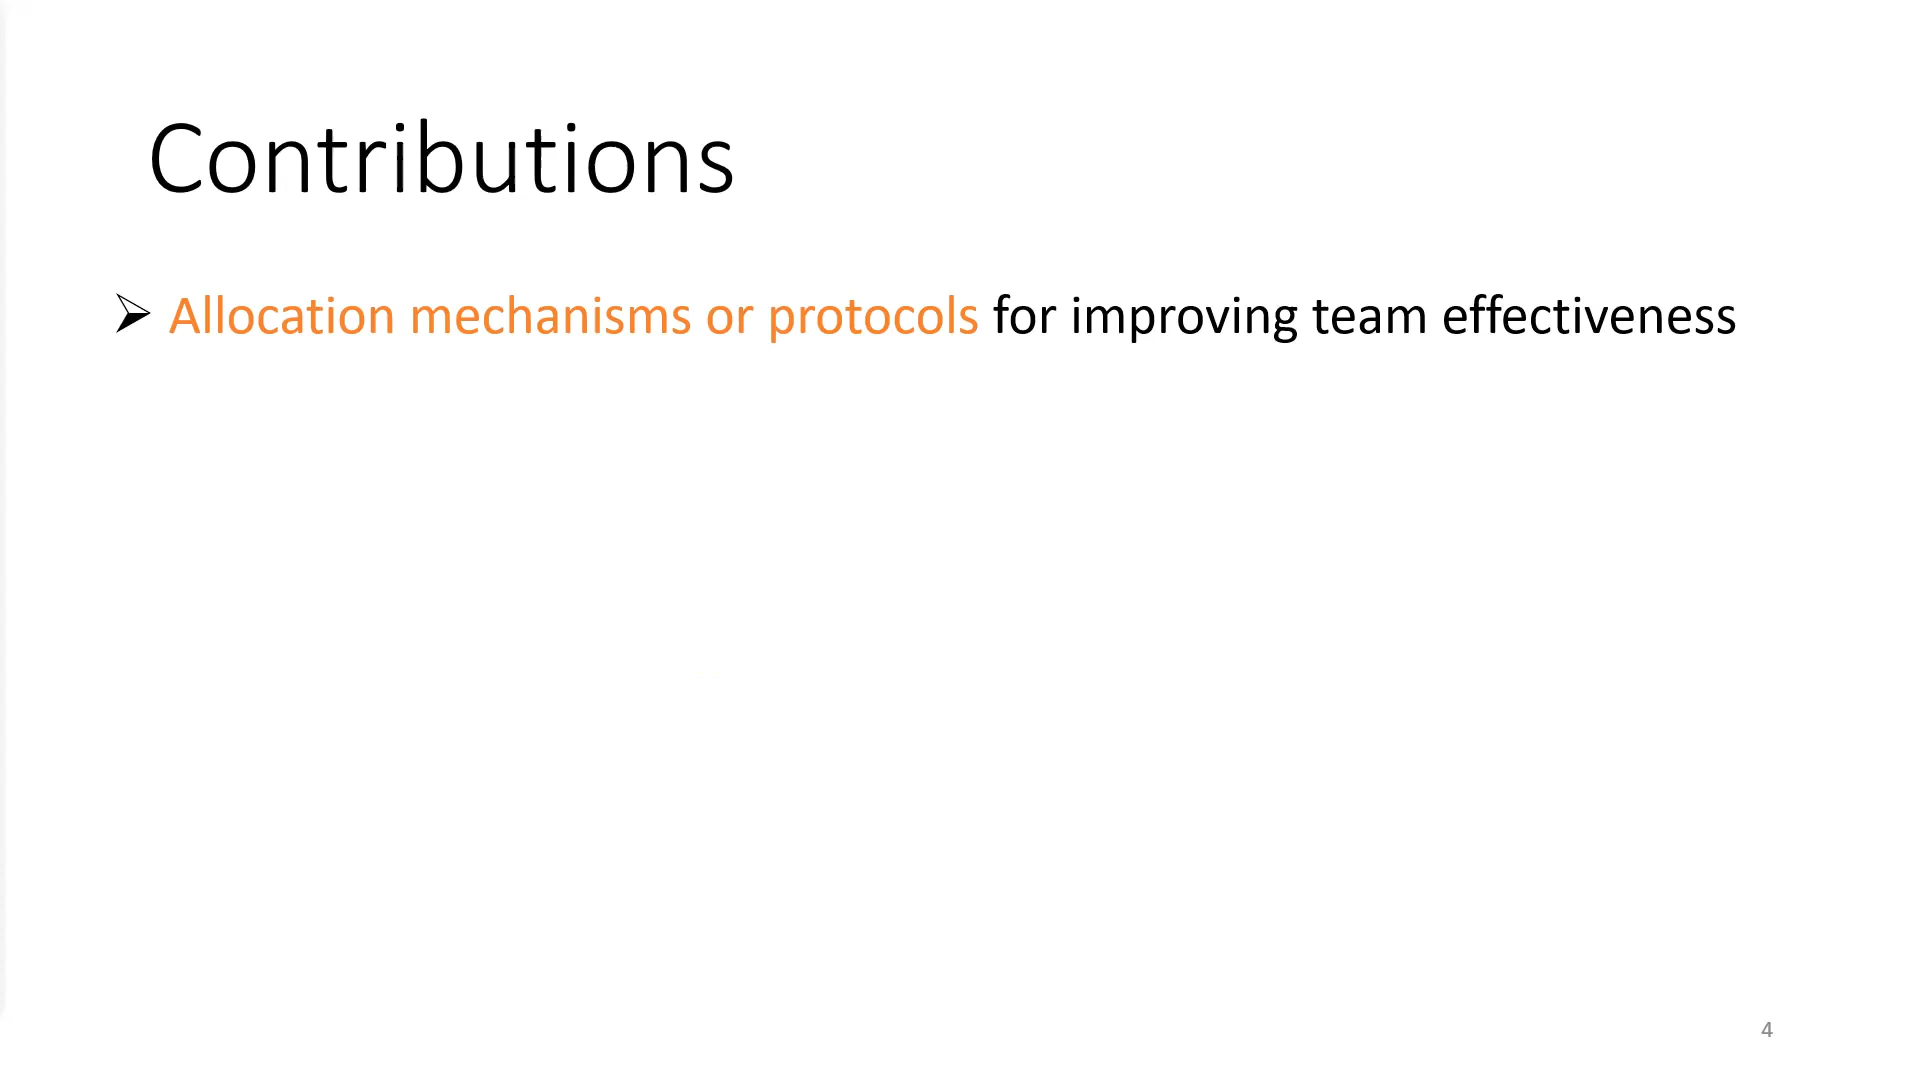 Contributions
➢ Allocation mechanisms or protocols for improving team effectiveness
4